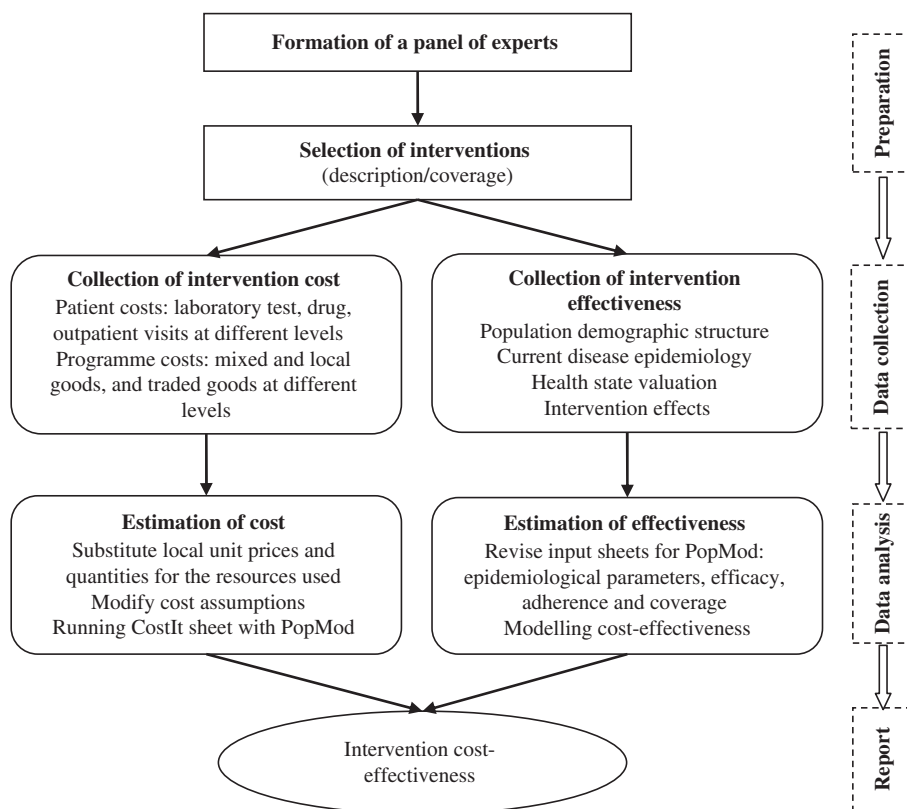 Formation of a panel of experts
Selection of interventions
(description/coverage)
Preparation
Collection of intervention cost
Patient costs: laboratory test, drug,
outpatient visits at different levels
Programme costs: mixed and local
goods, and traded goods at different
levels
Collection of intervention
effectiveness
Population demographic structure
Current disease epidemiology
Health state valuation
Intervention effects
Data collection
Estimation of cost
Substitute local unit prices and
quantities for the resources used
Modify cost assumptions
Running CostIt sheet with PopMod
Estimation of effectiveness
Revise input sheets for PopMod:
epidemiological parameters, efficacy,
adherence and coverage
Modelling cost-effectiveness
Data analysis
Intervention cost-
effectiveness
Report